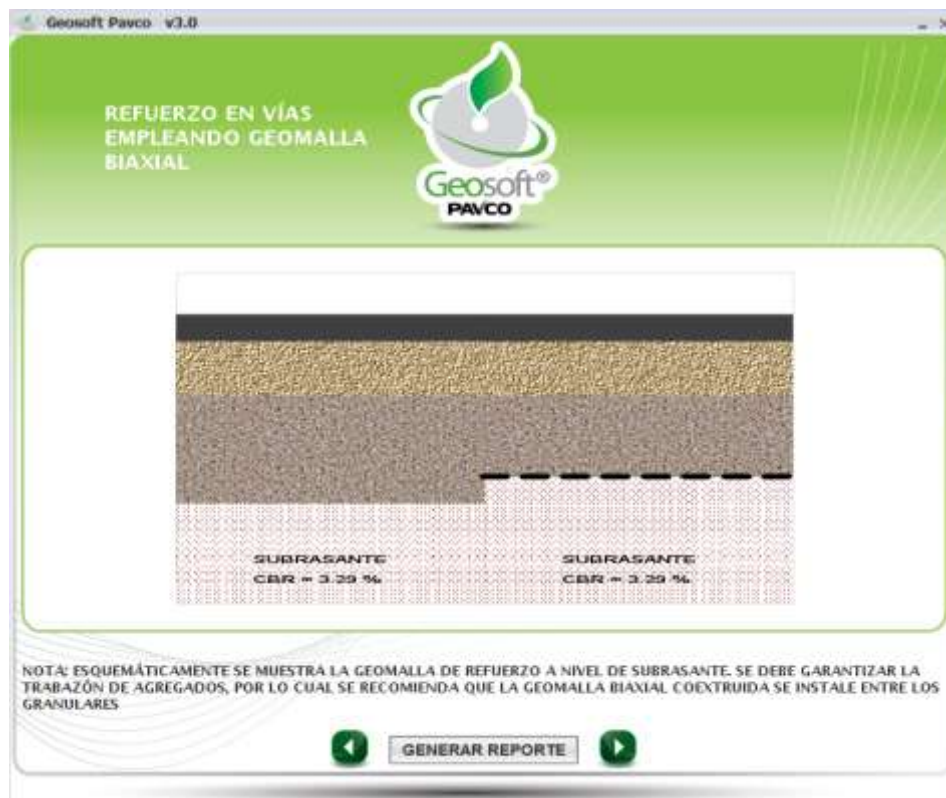 Geosoft Pavco v3.0
REFUERZO EN VÍAS
EMPLEANDO GEOMALLA
BIAXIAL
Geosoft®
PAVCO
SUBRASANTE
CBR = 3.29 %
SUBRASANTE
CBR = 3.29 %
NOTA: ESQUEMÁTICAMENTE SE MUESTRA LA GEOMALLA DE REFUERZO A NIVEL DE SUBRASANTE. SE DEBE GARANTIZAR LA
TRABAZÓN DE AGREGADOS, POR LO CUAL SE RECOMIENDA QUE LA GEOMALLA BIAXIAL COEXTRUIDA SE INSTALE ENTRE LOS
GRANULARES
GENERAR REPORTE